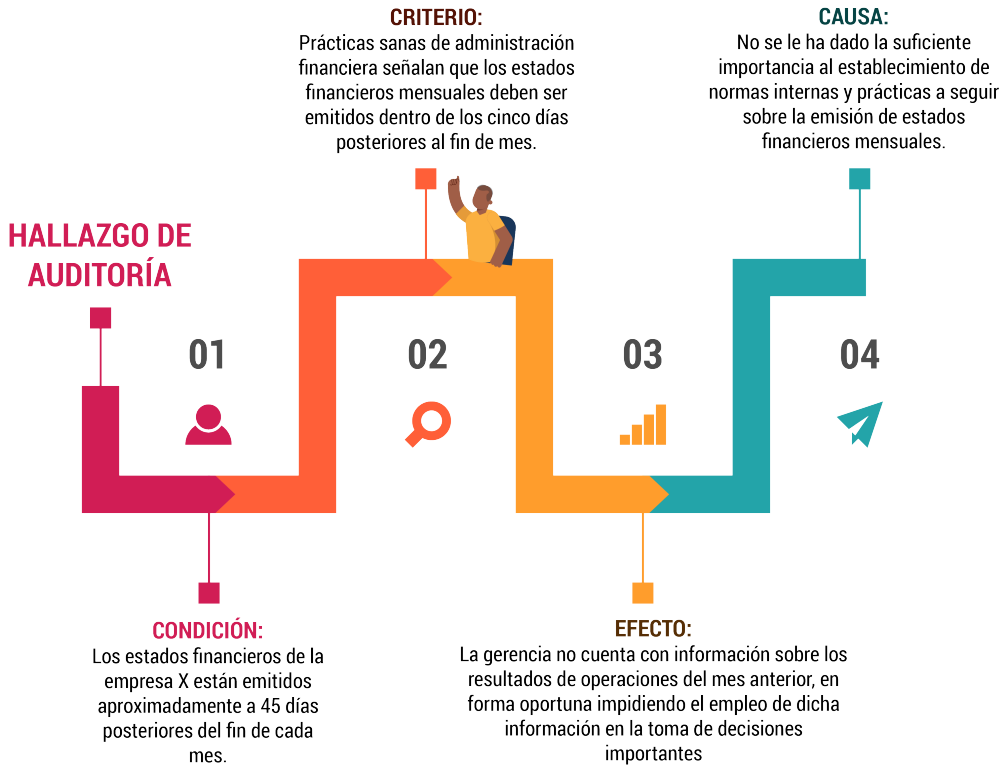 HALLAZGO DE
AUDITORÍA
01
CONDICIÓN:
Los estados financieros de la
empresa X están emitidos
aproximadamente a 45 días
posteriores del fin de cada
mes.
CRITERIO:
Prácticas sanas de administración
financiera señalan que los estados
financieros mensuales deben ser
emitidos dentro de los cinco días
posteriores al fin de mes.
02
03
EFECTO:
La gerencia no cuenta con información sobre los
resultados de operaciones del mes anterior, en
forma oportuna impidiendo el empleo de dicha
información en la toma de decisiones
importantes
CAUSA:
No se le ha dado la suficiente
importancia al establecimiento de
normas internas y prácticas a seguir
sobre la emisión de estados
financieros mensuales.
04